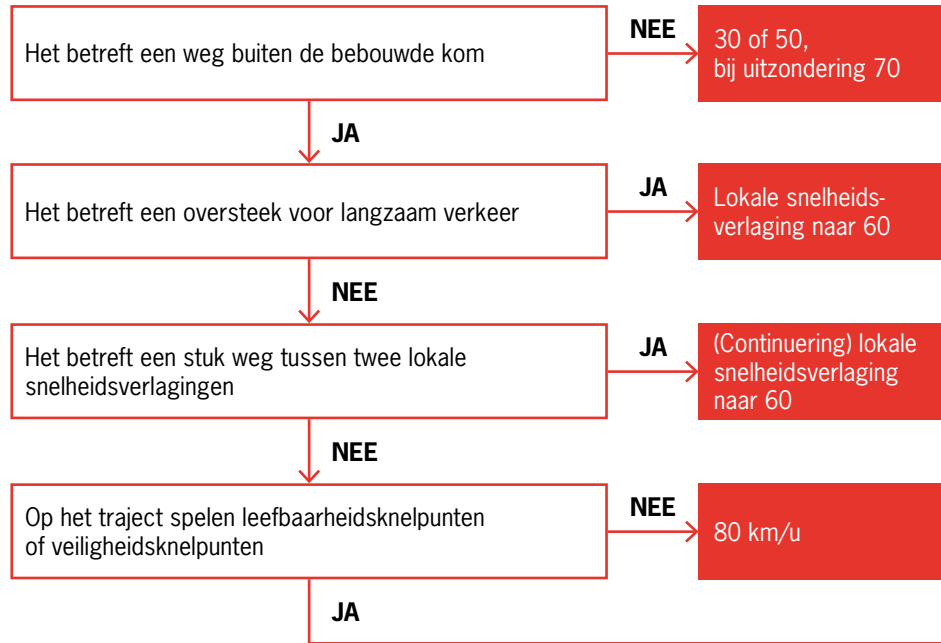 Het betreft een weg buiten de bebouwde kom
NEE
30 of 50,
bij uitzondering 70
JA
Het betreft een oversteek voor langzaam verkeer
JA
Lokale snelheids-
verlaging naar 60
NEE
Het betreft een stuk weg tussen twee lokale
snelheidsverlagingen
JA
(Continuering) lokale
snelheidsverlaging
naar 60
NEE
Op het traject spelen leefbaarheidsknelpunten
of veiligheidsknelpunten
NEE
80 km/u
JA